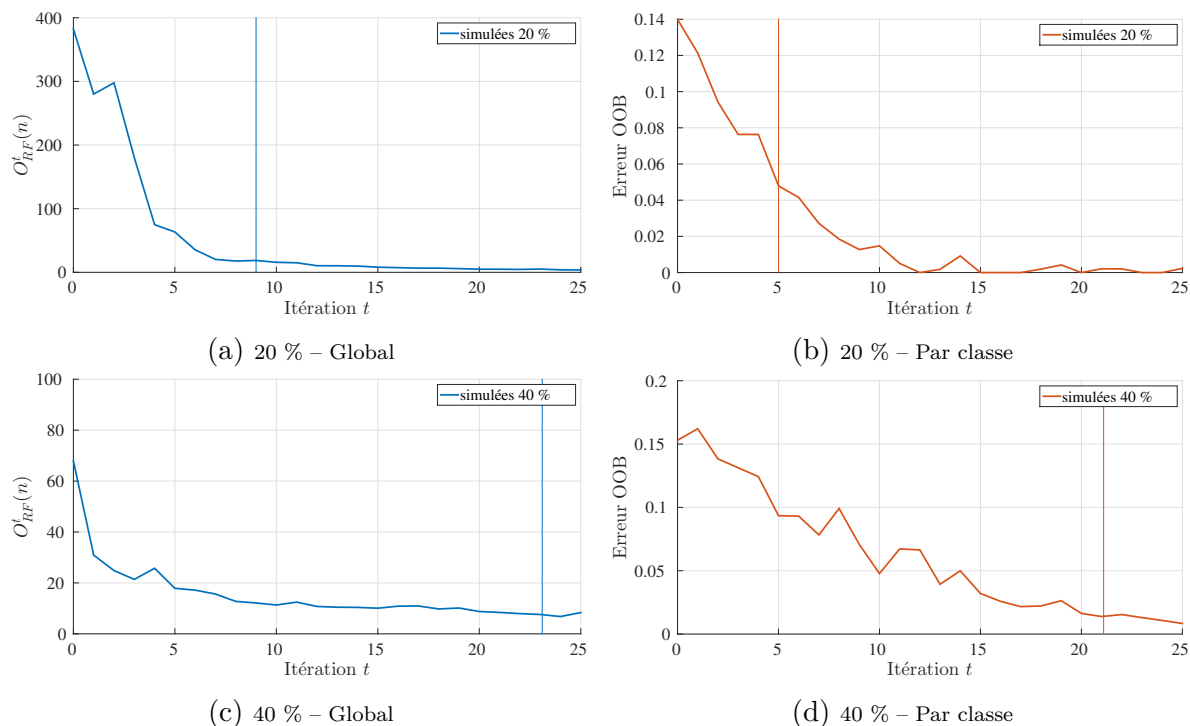 400
300
200
100
0
O^t_{RF}(n)
simulées 20 %
0 5 10 15 20 25
Itération t
(a) 20 % – Global
0.14
0.12
0.1
0.08
0.06
0.04
0.02
0
Erreur OOB
simulées 20 %
0 5 10 15 20 25
Itération t
(b) 20 % – Par classe
100
80
60
40
20
0
O^t_{RF}(n)
simulées 40 %
0 5 10 15 20 25
Itération t
(c) 40 % – Global
0.2
0.15
0.1
0.05
0
Erreur OOB
simulées 40 %
0 5 10 15 20 25
Itération t
(d) 40 % – Par classe